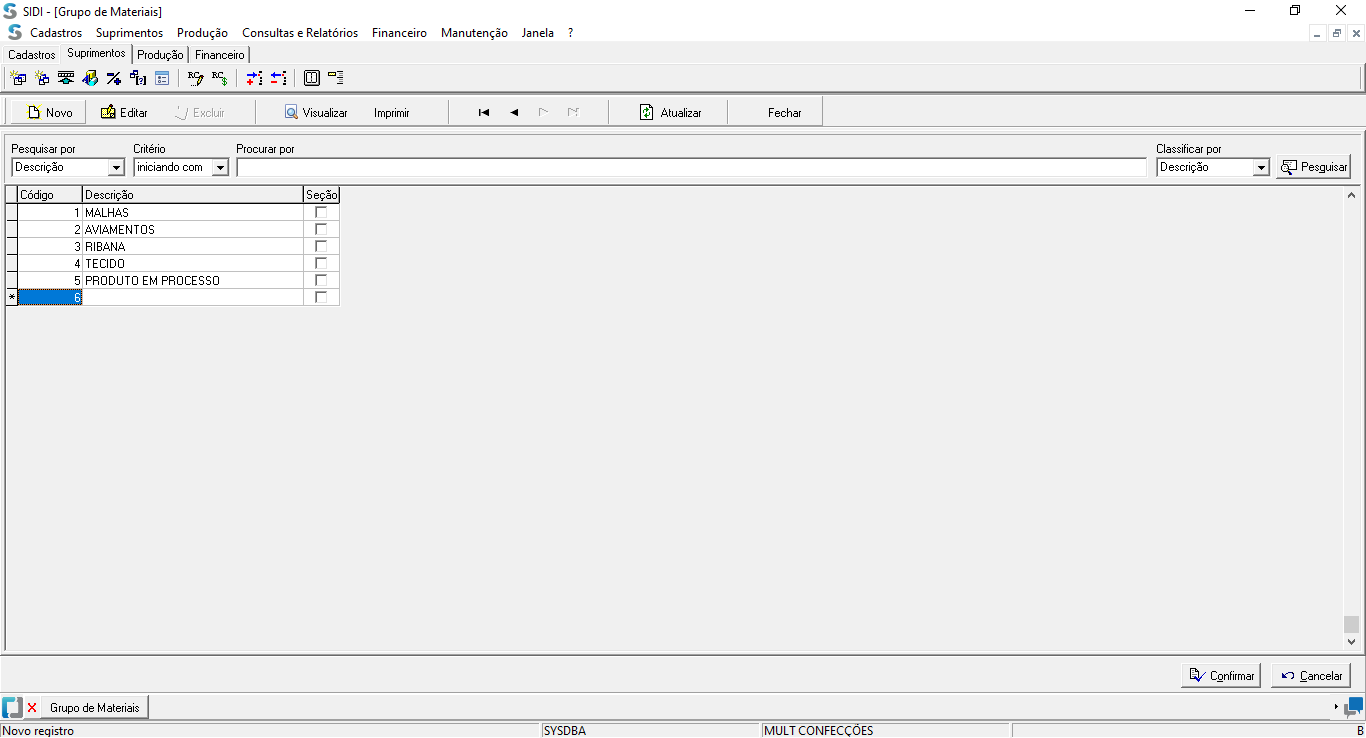 SIDI - [Grupo de Materiais]
Cadastros Suprimentos Produção Consultas e Relatórios Financeiro Manutenção Janela ?
Cadastros Suprimentos Produção Financeiro
Novo Editar Excluir Visualizar Imprimir Atualizar Fechar
Pesquisar por Critério Procurar por Classificar por
Descrição iniciando com Descrição Pesquisar
Código Descrição Seção
1 MALHAS
2 AVIAMENTOS
3 RIBANA
4 TECIDO
5 PRODUTO EM PROCESSO
* 6
Confirmar Cancelar
Grupo de Materiais
Novo registro SYSDBA MULT CONFECÇÕES B